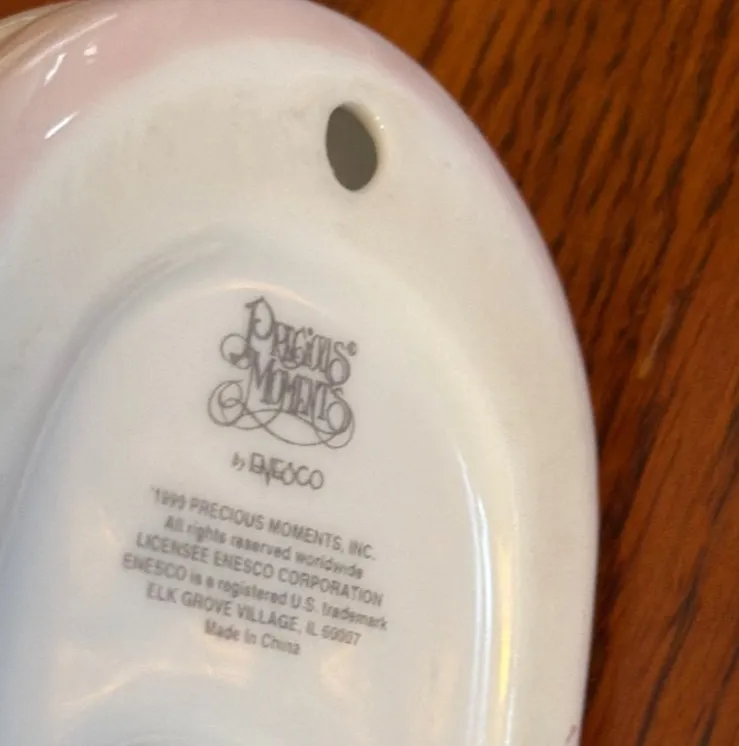 PRECIOUS®
MOMENTS
by ENESCO
'1999 PRECIOUS MOMENTS, INC.
All rights reserved worldwide
LICENSEE ENESCO CORPORATION
ENESCO is a registered U.S. trademark
ELK GROVE VILLAGE, IL 60007
Made In China